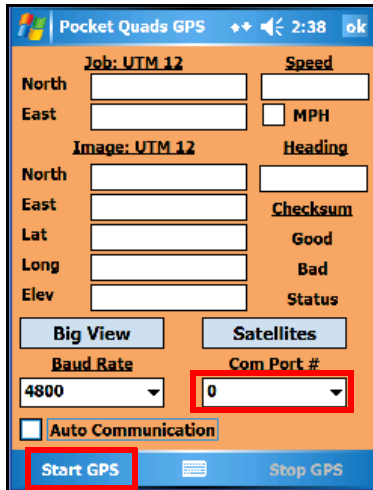 Pocket Quads GPS 2:38 ok
Job: UTM 12 Speed
North
East MPH
Image: UTM 12 Heading
North
East Checksum
Lat Good
Long Bad
Elev Status
Big View Satellites
Baud Rate Com Port #
4800 0
Auto Communication
Start GPS Stop GPS